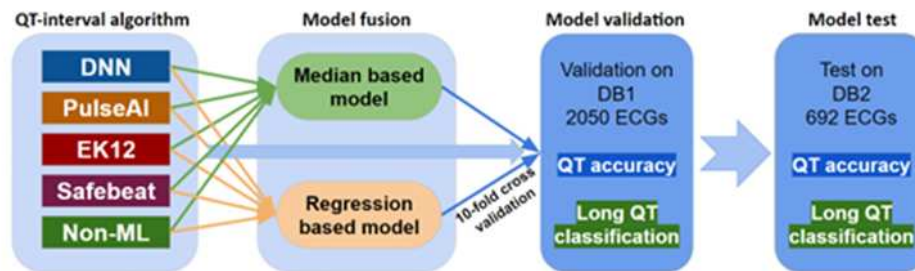 QT-interval algorithm
DNN
PulseAI
EK12
Safebeat
Non-ML
Model fusion
Median based
model
Regression
based model
10-fold cross
validation
Model validation
Validation on
DB1
2050 ECGs
QT accuracy
Long QT
classification
Model test
Test on
DB2
692 ECGs
QT accuracy
Long QT
classification